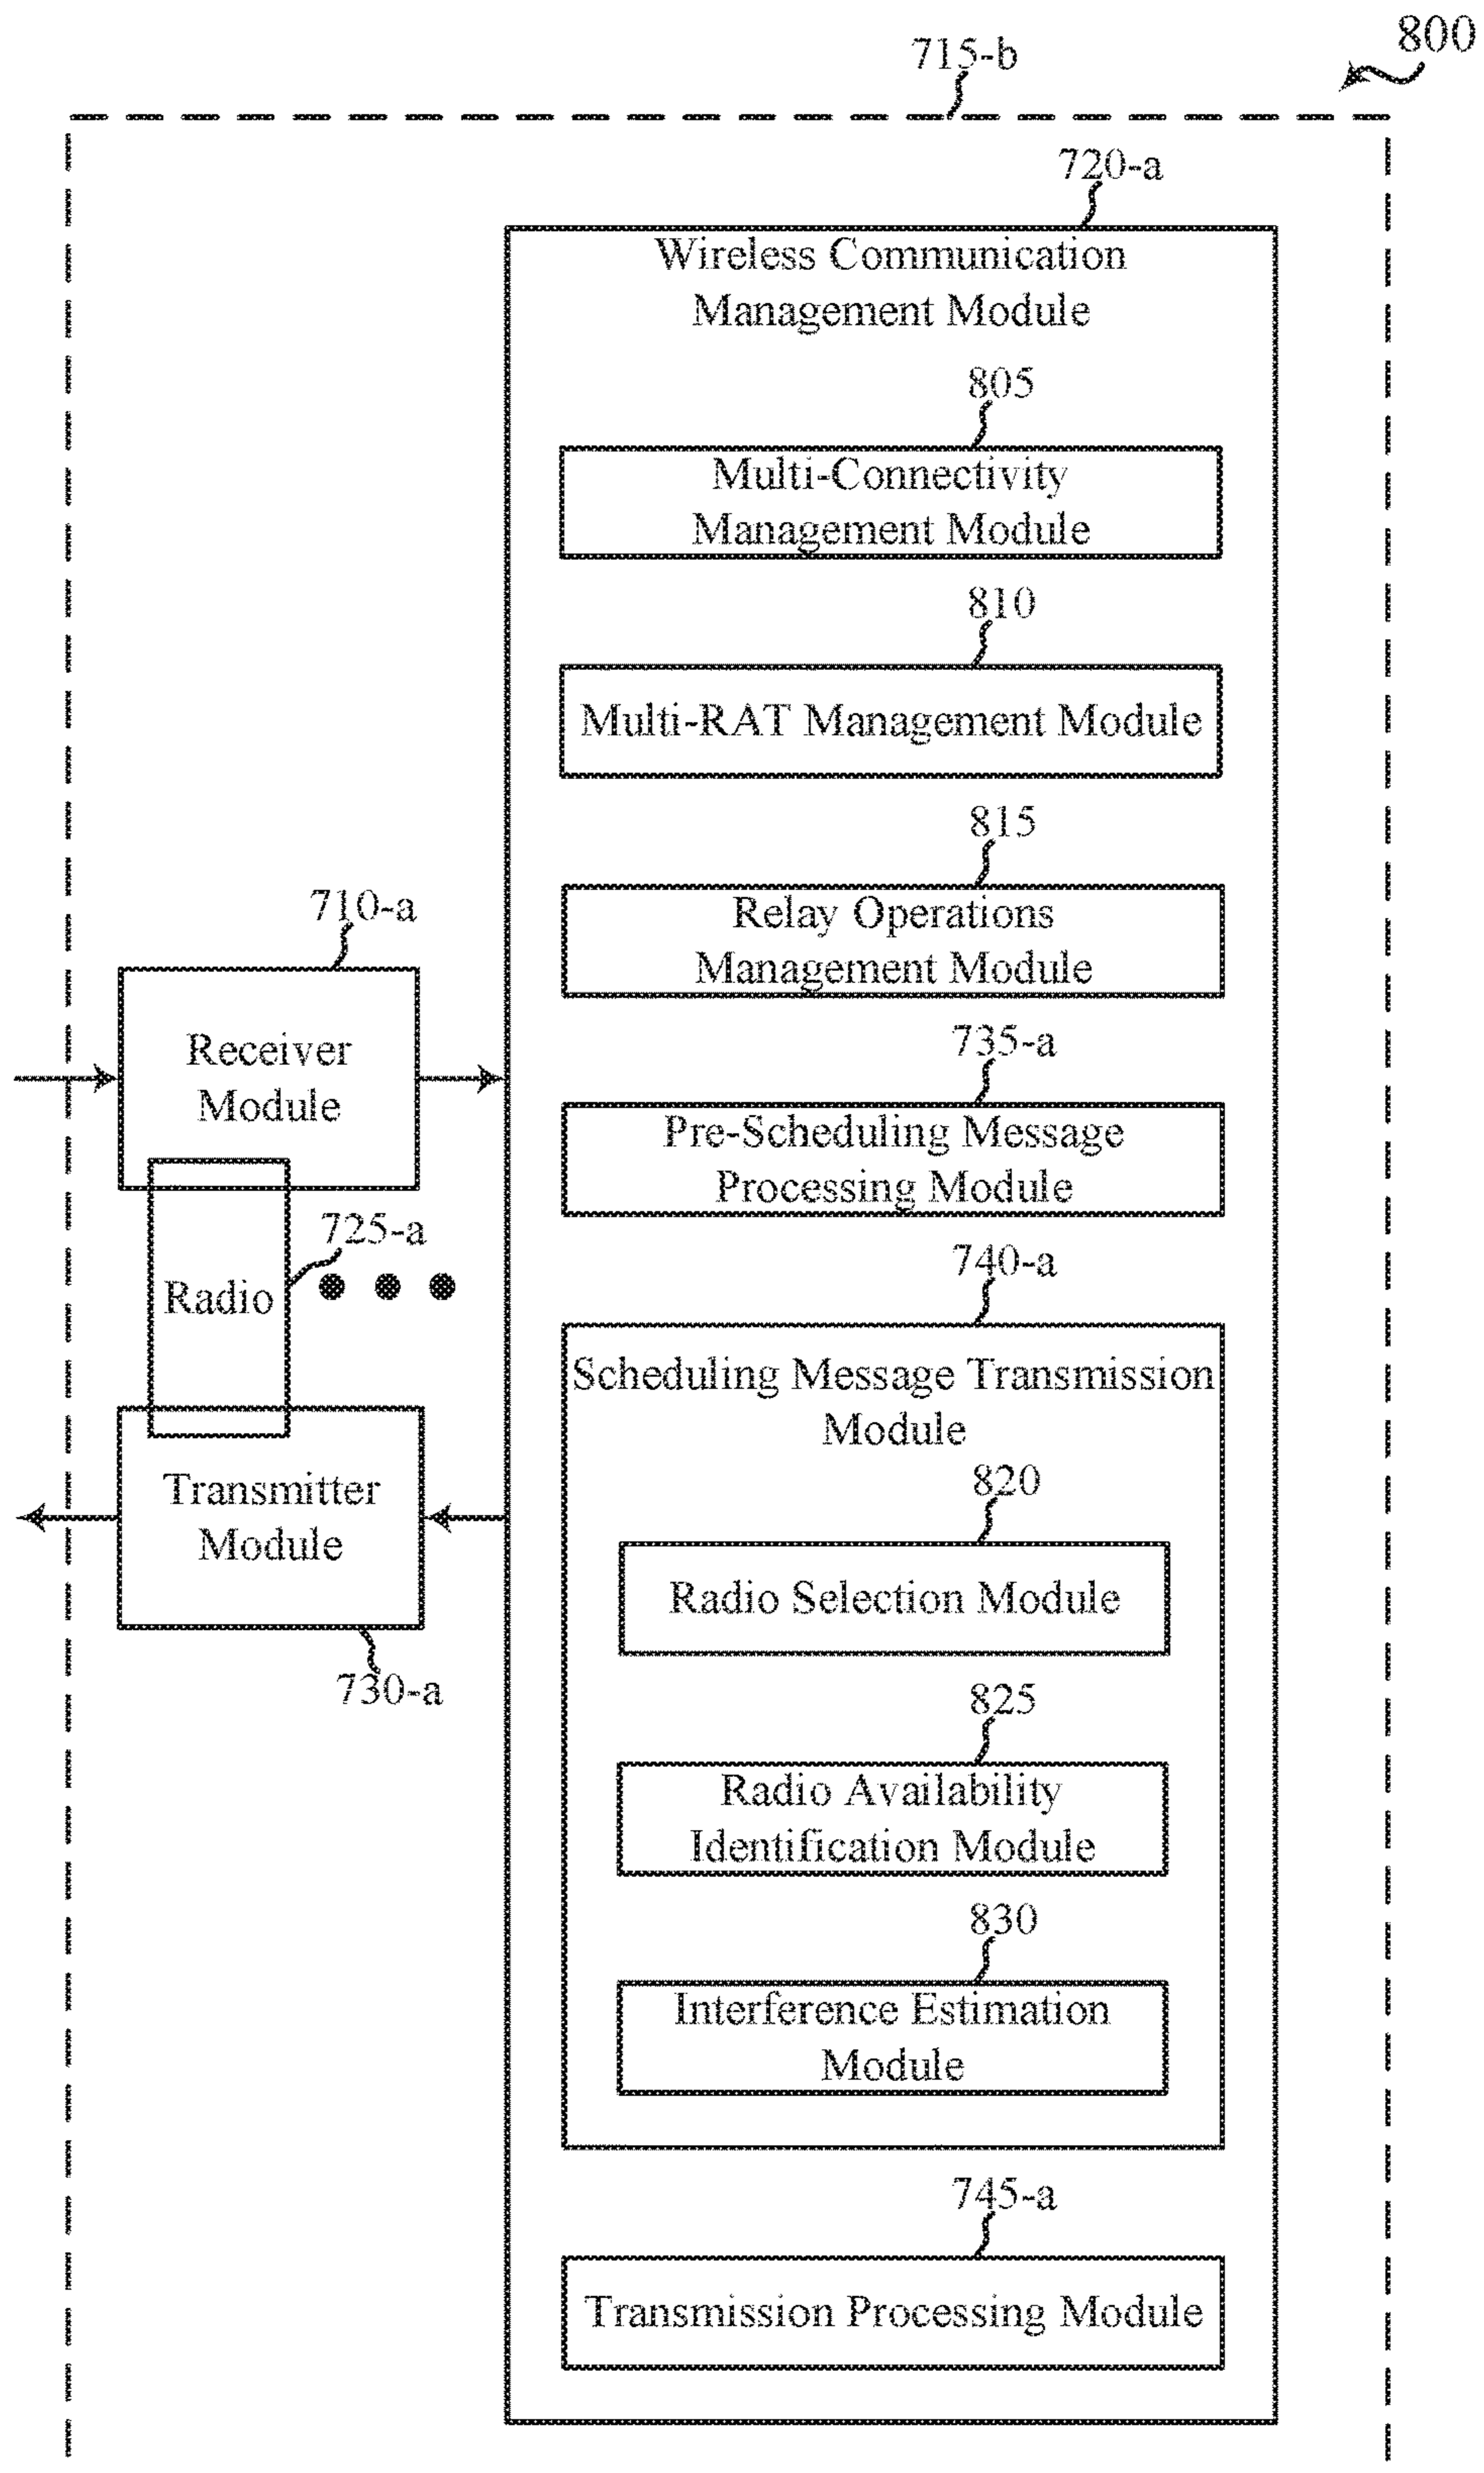 800
715-b
720-a
Wireless Communication
Management Module
805
Multi-Connectivity
Management Module
810
Multi-RAT Management Module
815
Relay Operations
Management Module
710-a
Receiver
Module
735-a
Pre-Scheduling Message
Processing Module
725-a
Radio
740-a
Scheduling Message Transmission
Module
Transmitter
Module
730-a
820
Radio Selection Module
825
Radio Availability
Identification Module
830
Interference Estimation
Module
745-a
Transmission Processing Module